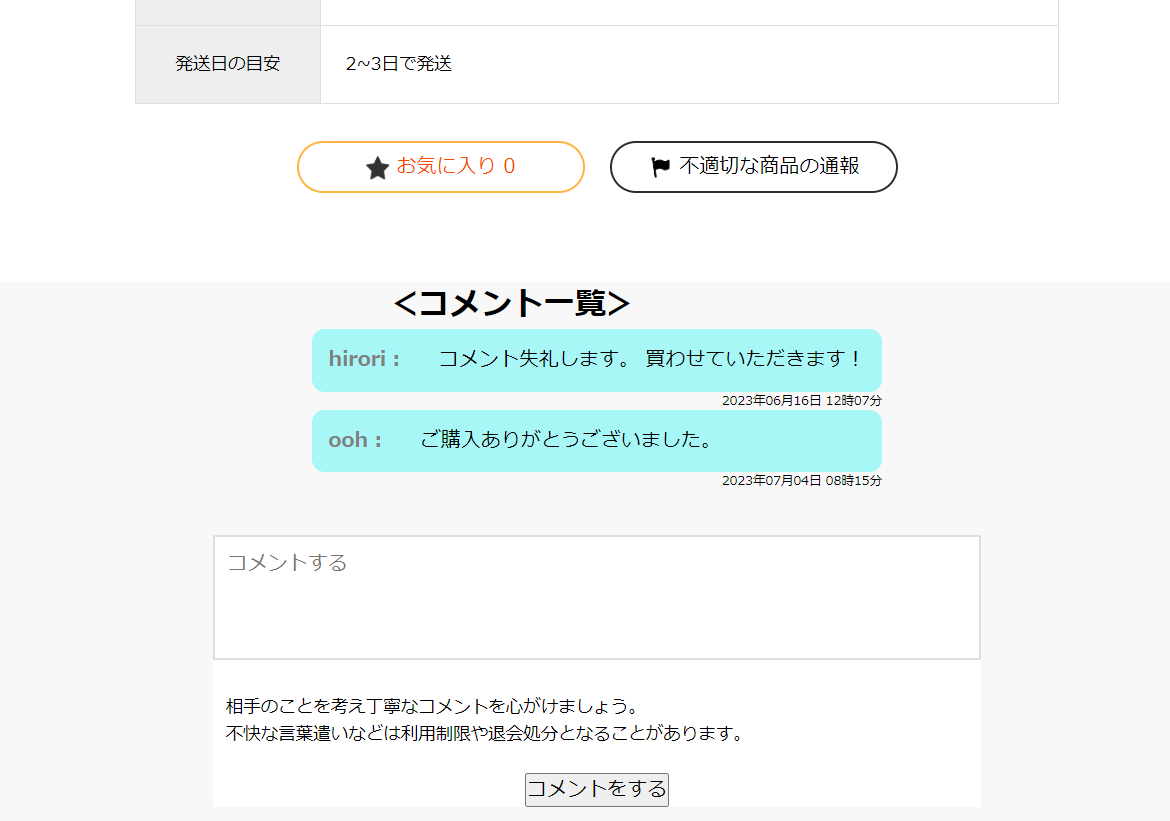 発送日の目安 2~3日で発送
お気に入り 0 不適切な商品の通報
＜コメント一覧＞
hirori： コメント失礼します。 買わせていただきます！
2023年06月16日 12時07分
ooh： ご購入ありがとうございました。
2023年07月04日 08時15分
コメントする
相手のことを考え丁寧なコメントを心がけましょう。
不快な言葉遣いなどは利用制限や退会処分となることがあります。
コメントをする